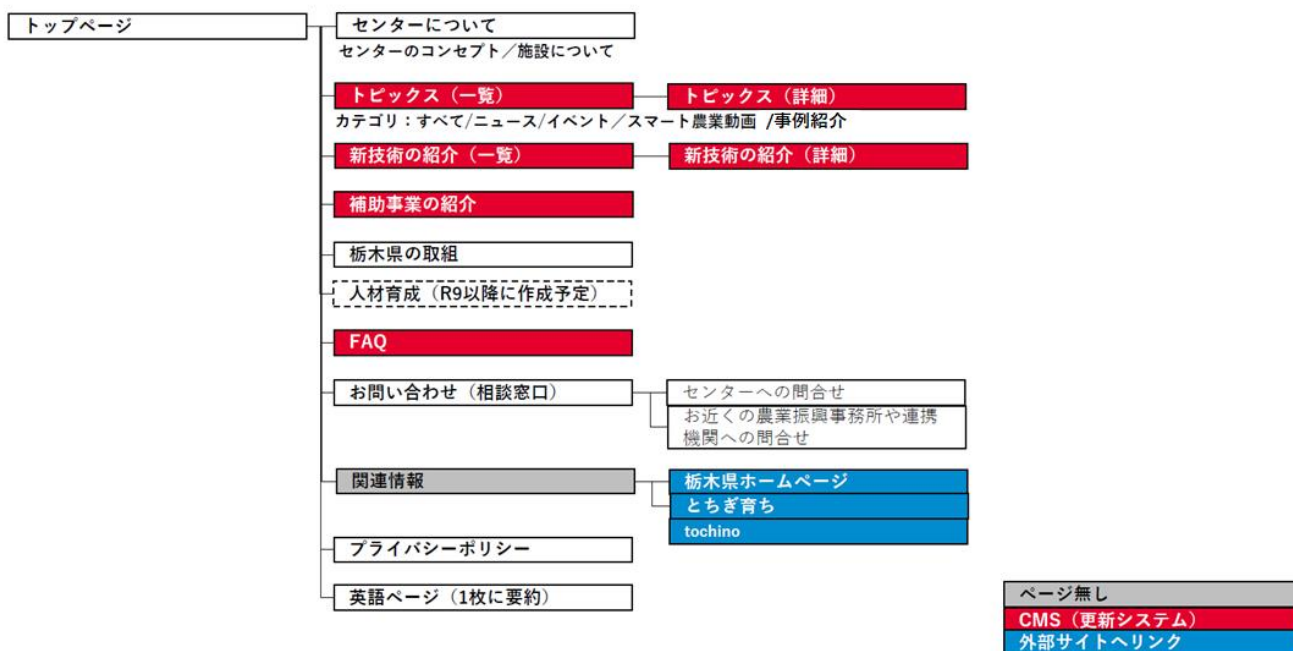 トップページ
センターについて
センターのコンセプト／施設について
トピックス（一覧）
トピックス（詳細）
カテゴリ：すべて/ニュース/イベント／スマート農業動画 /事例紹介
新技術の紹介（一覧）
新技術の紹介（詳細）
補助事業の紹介
栃木県の取組
人材育成（R9以降に作成予定）
FAQ
お問い合わせ（相談窓口）
センターへの問合せ
お近くの農業振興事務所や連携
機関への問合せ
関連情報
栃木県ホームページ
とちぎ育ち
tochino
プライバシーポリシー
英語ページ（1枚に要約）
ページ無し
CMS（更新システム）
外部サイトへリンク